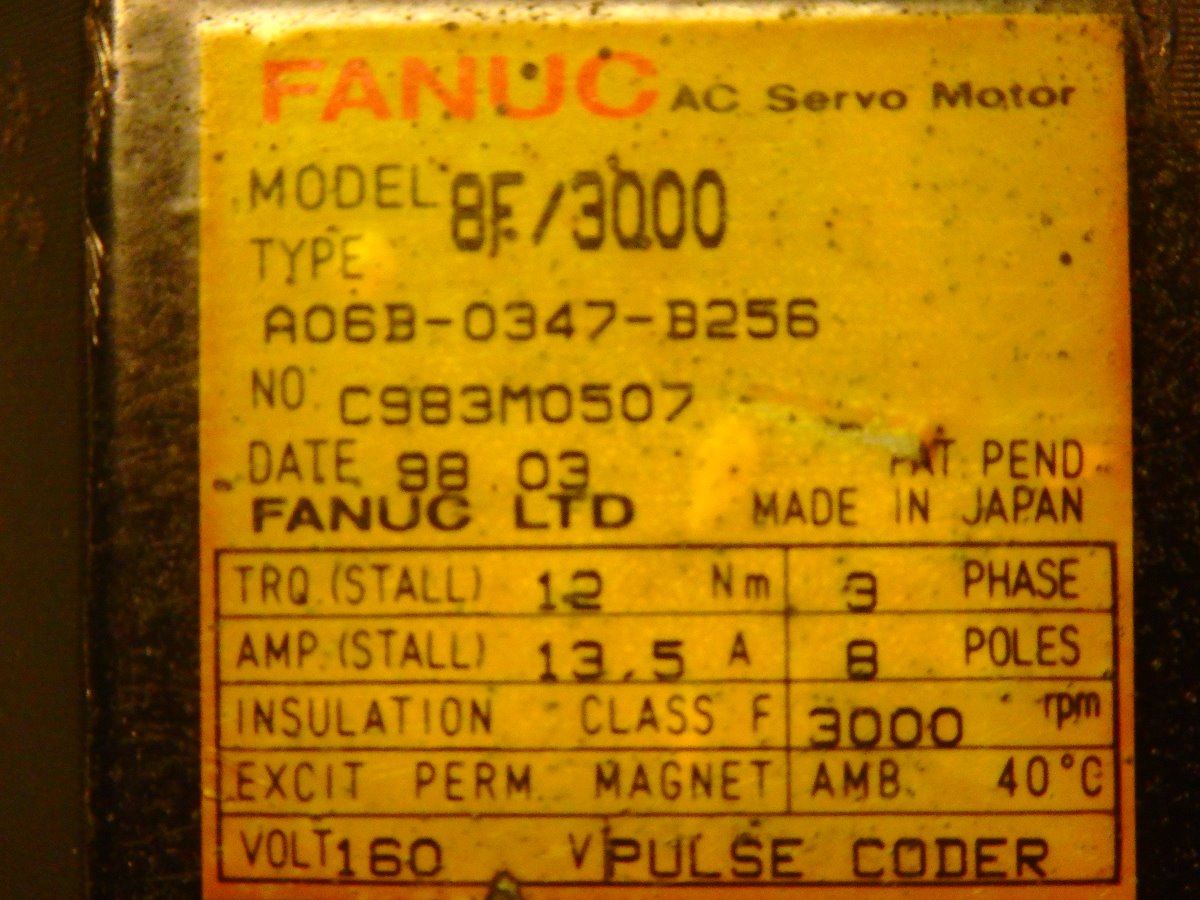 FANUC AC Servo Motor
MODEL 8F/3000
TYPE
A06B-0347-B256
NO. C983M0507
DATE 98 03
PAT PEND.
FANUC LTD MADE IN JAPAN
TRQ.(STALL) 12 Nm 3 PHASE
AMP.(STALL) 13.5 A 8 POLES
INSULATION CLASS F 3000 rpm
EXCIT PERM. MAGNET AMB. 40°C
VOLT 160 V PULSE CODER